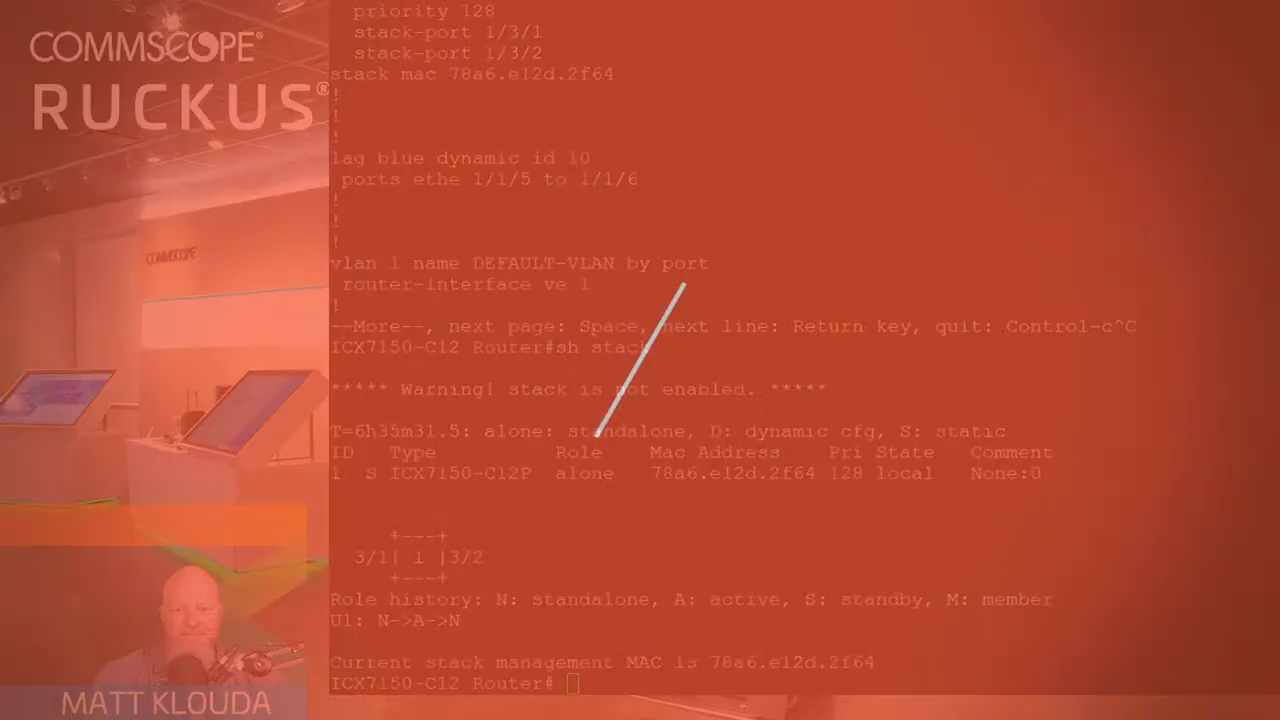 COMMSCOPE®
RUCKUS®
COMMSCOPE
MATT KLOUDA
priority 128
stack-port 1/3/1
stack-port 1/3/2
stack mac 78a6.e12d.2f64
!
!
!
lag blue dynamic id 10
ports ethe 1/1/5 to 1/1/6
!
!
!
vlan 1 name DEFAULT-VLAN by port
router-interface ve 1
!
--More--, next page: Space, next line: Return key, quit: Control-c^C
ICX7150-C12 Router#sh stack
***** Warning! stack is not enabled. *****
T=6h35m31.5: alone: standalone, D: dynamic cfg, S: static
ID Type Role Mac Address Pri State Comment
1 S ICX7150-C12P alone 78a6.e12d.2f64 128 local None:0
+---+
3/1| 1 |3/2
+---+
Role history: N: standalone, A: active, S: standby, M: member
U1: N->A->N
Current stack management MAC is 78a6.e12d.2f64
ICX7150-C12 Router#